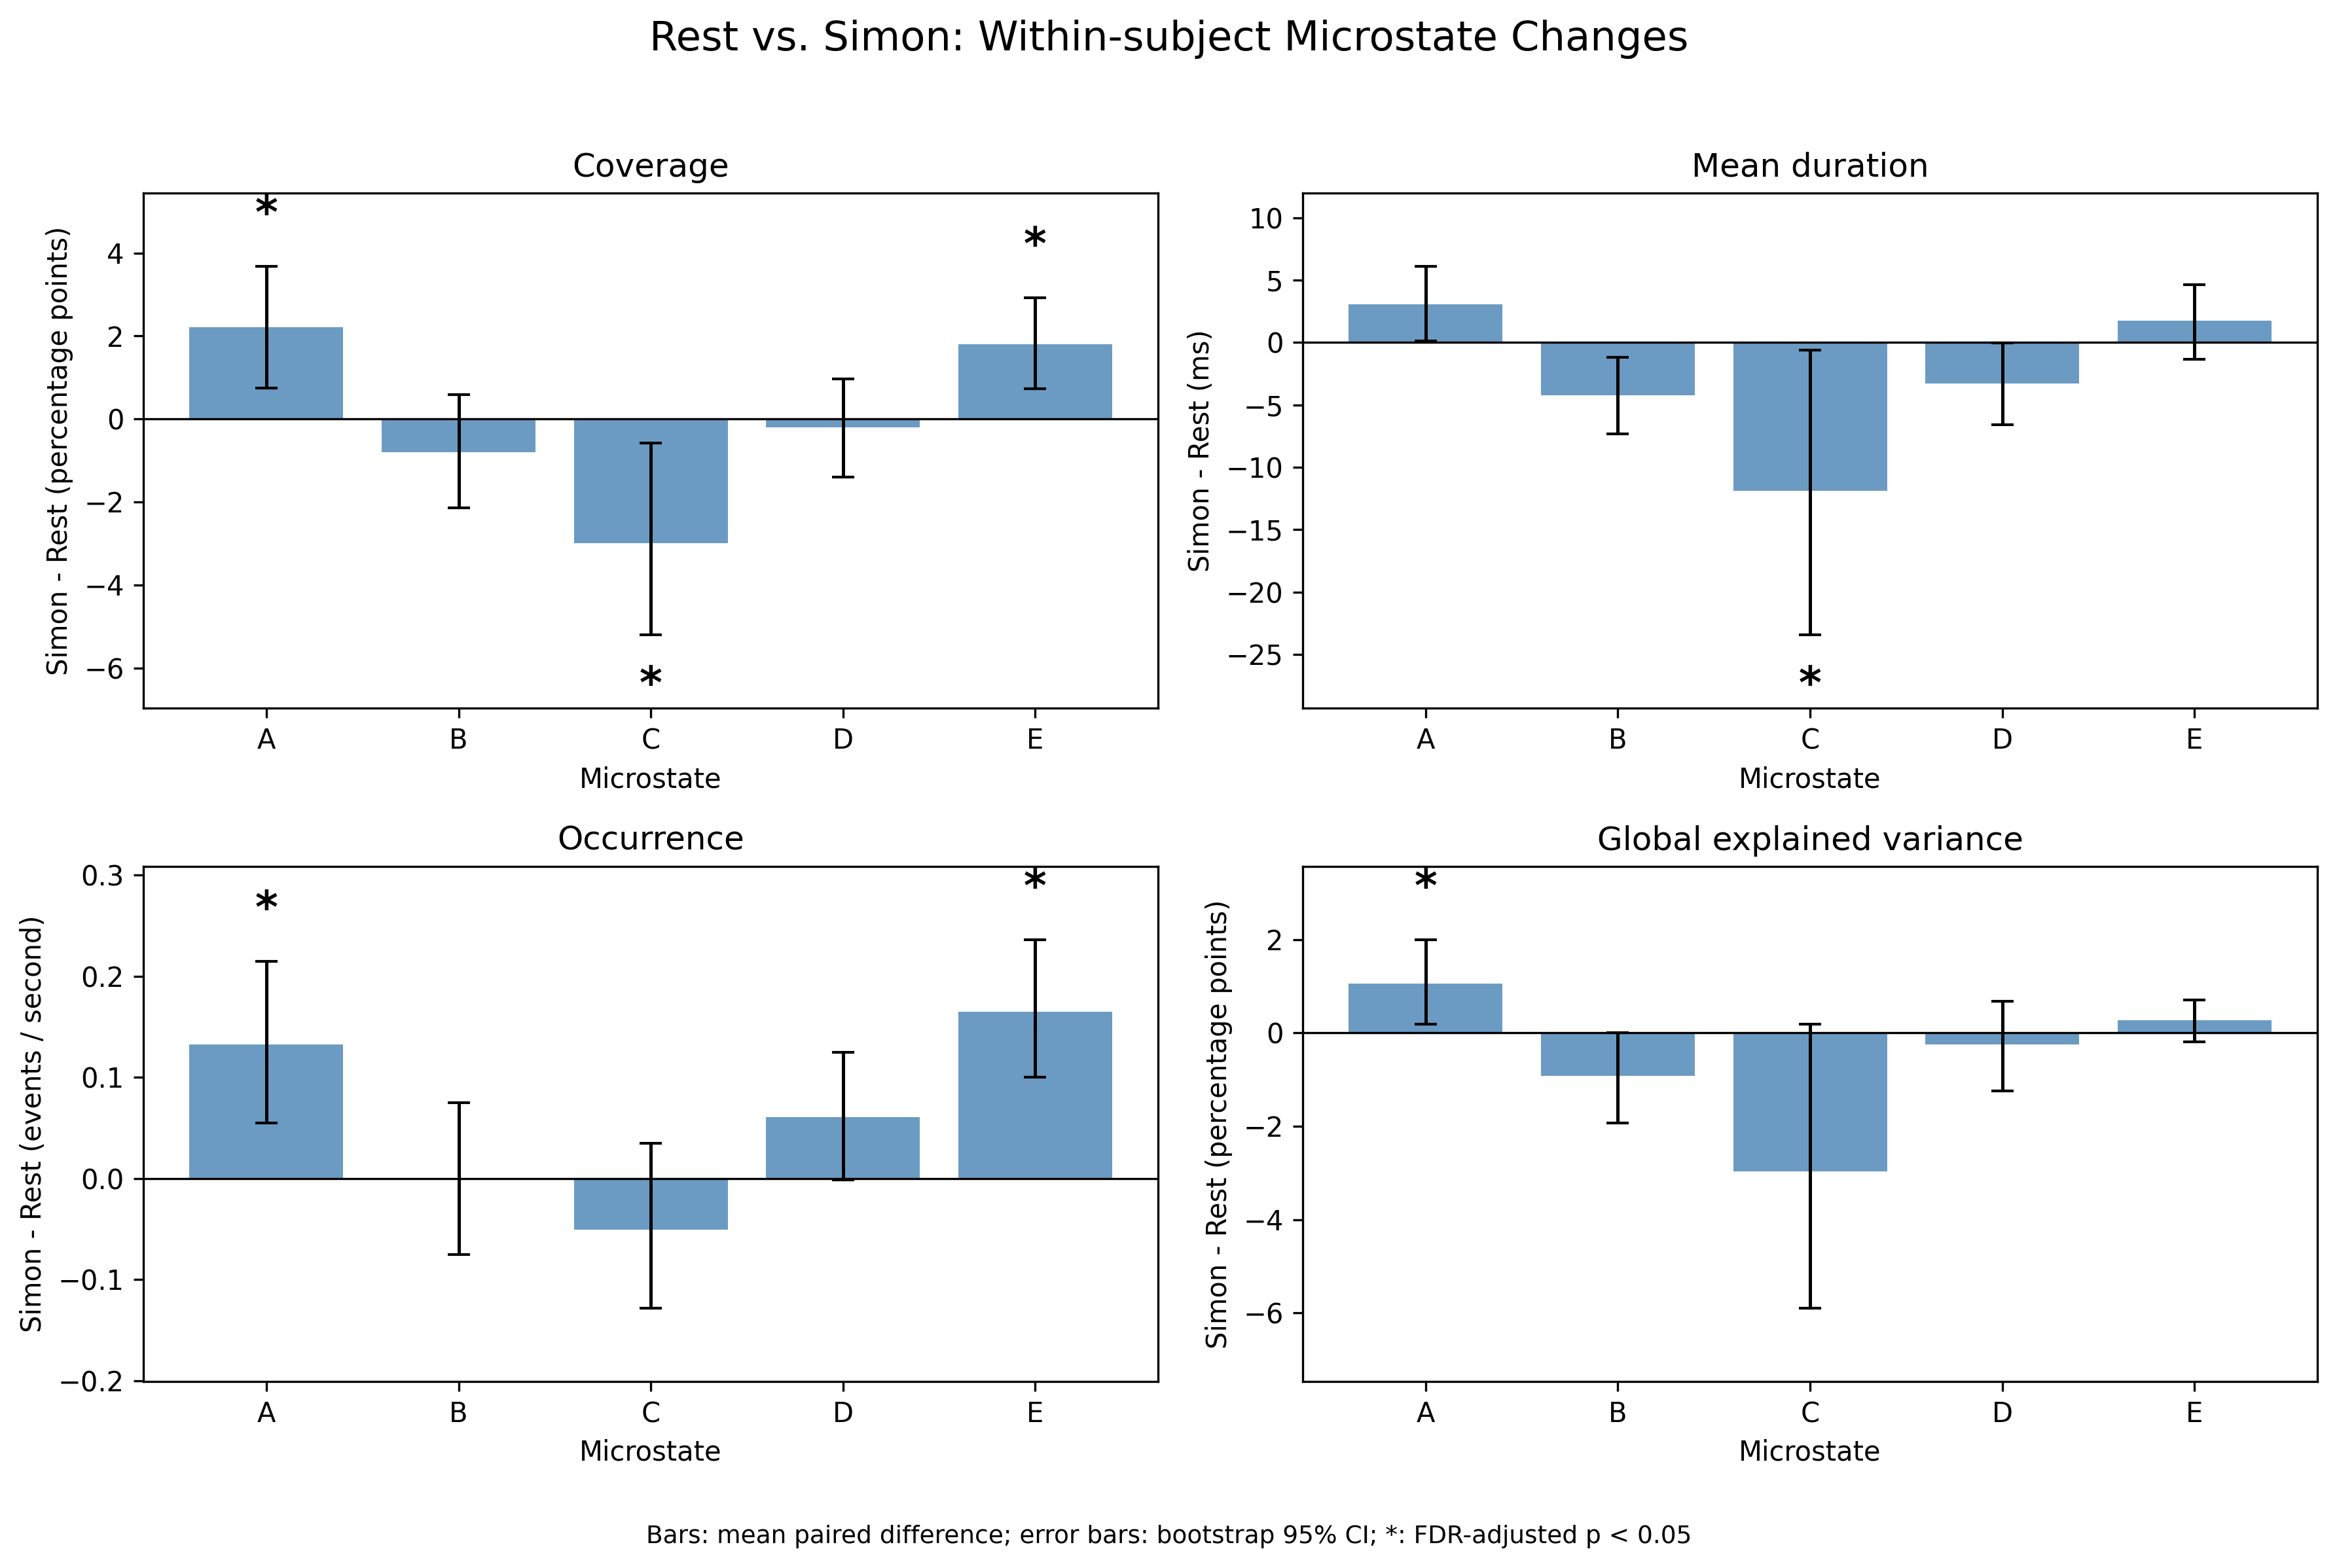 Rest vs. Simon: Within-subject Microstate Changes
Coverage
Simon - Rest (percentage points)
4
2
0
−2
−4
−6
*
*
*
A B C D E
Microstate
Mean duration
Simon - Rest (ms)
10
5
0
−5
−10
−15
−20
−25
*
A B C D E
Microstate
Occurrence
Simon - Rest (events / second)
0.3
0.2
0.1
0.0
−0.1
−0.2
*
*
A B C D E
Microstate
Global explained variance
Simon - Rest (percentage points)
2
0
−2
−4
−6
*
A B C D E
Microstate
Bars: mean paired difference; error bars: bootstrap 95% CI; *: FDR-adjusted p < 0.05